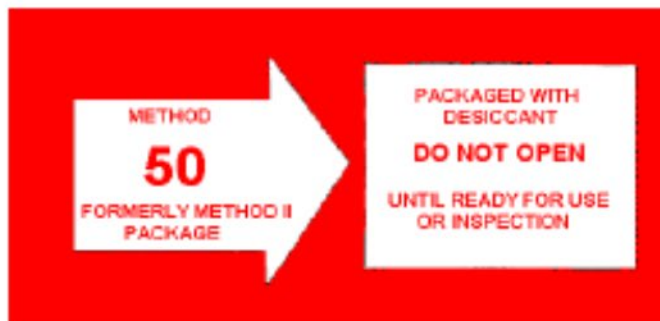 METHOD
50
FORMERLY METHOD II
PACKAGE
PACKAGED WITH
DESICCANT
DO NOT OPEN
UNTIL READY FOR USE
OR INSPECTION